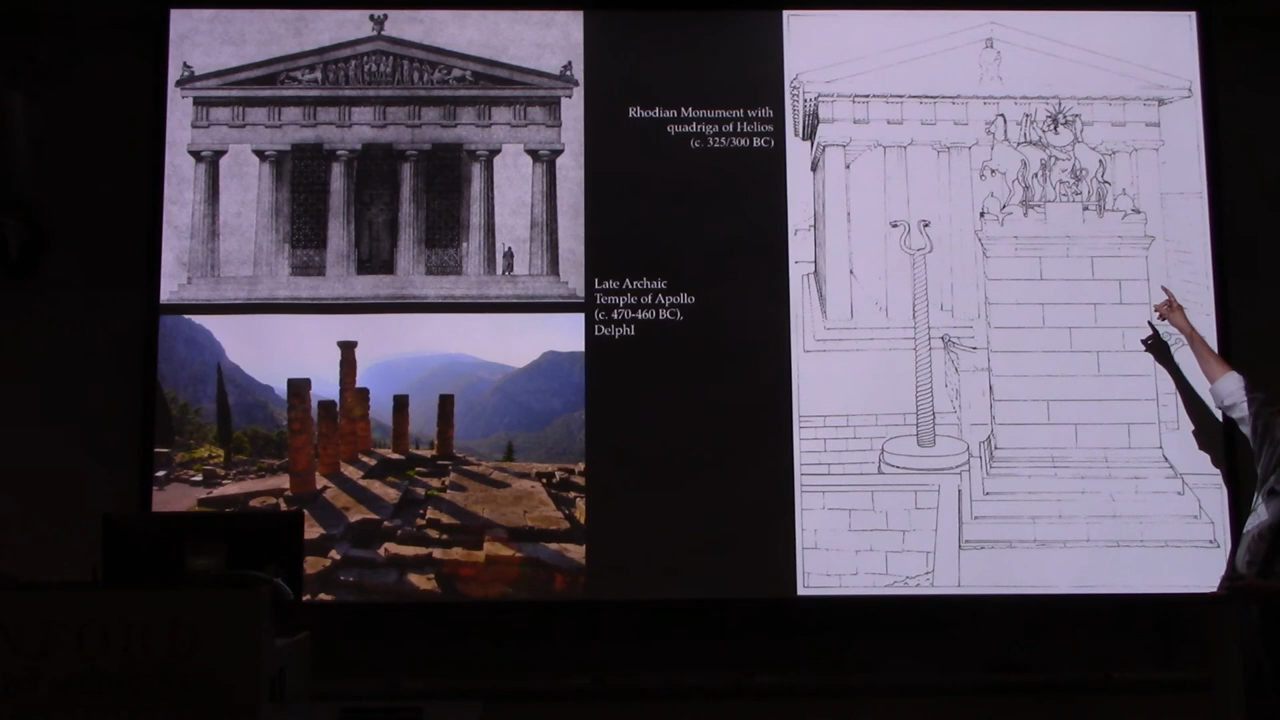 Rhodian Monument with
quadriga of Helios
(c. 325/300 BC)
Late Archaic
Temple of Apollo
(c. 470-460 BC),
DelphI